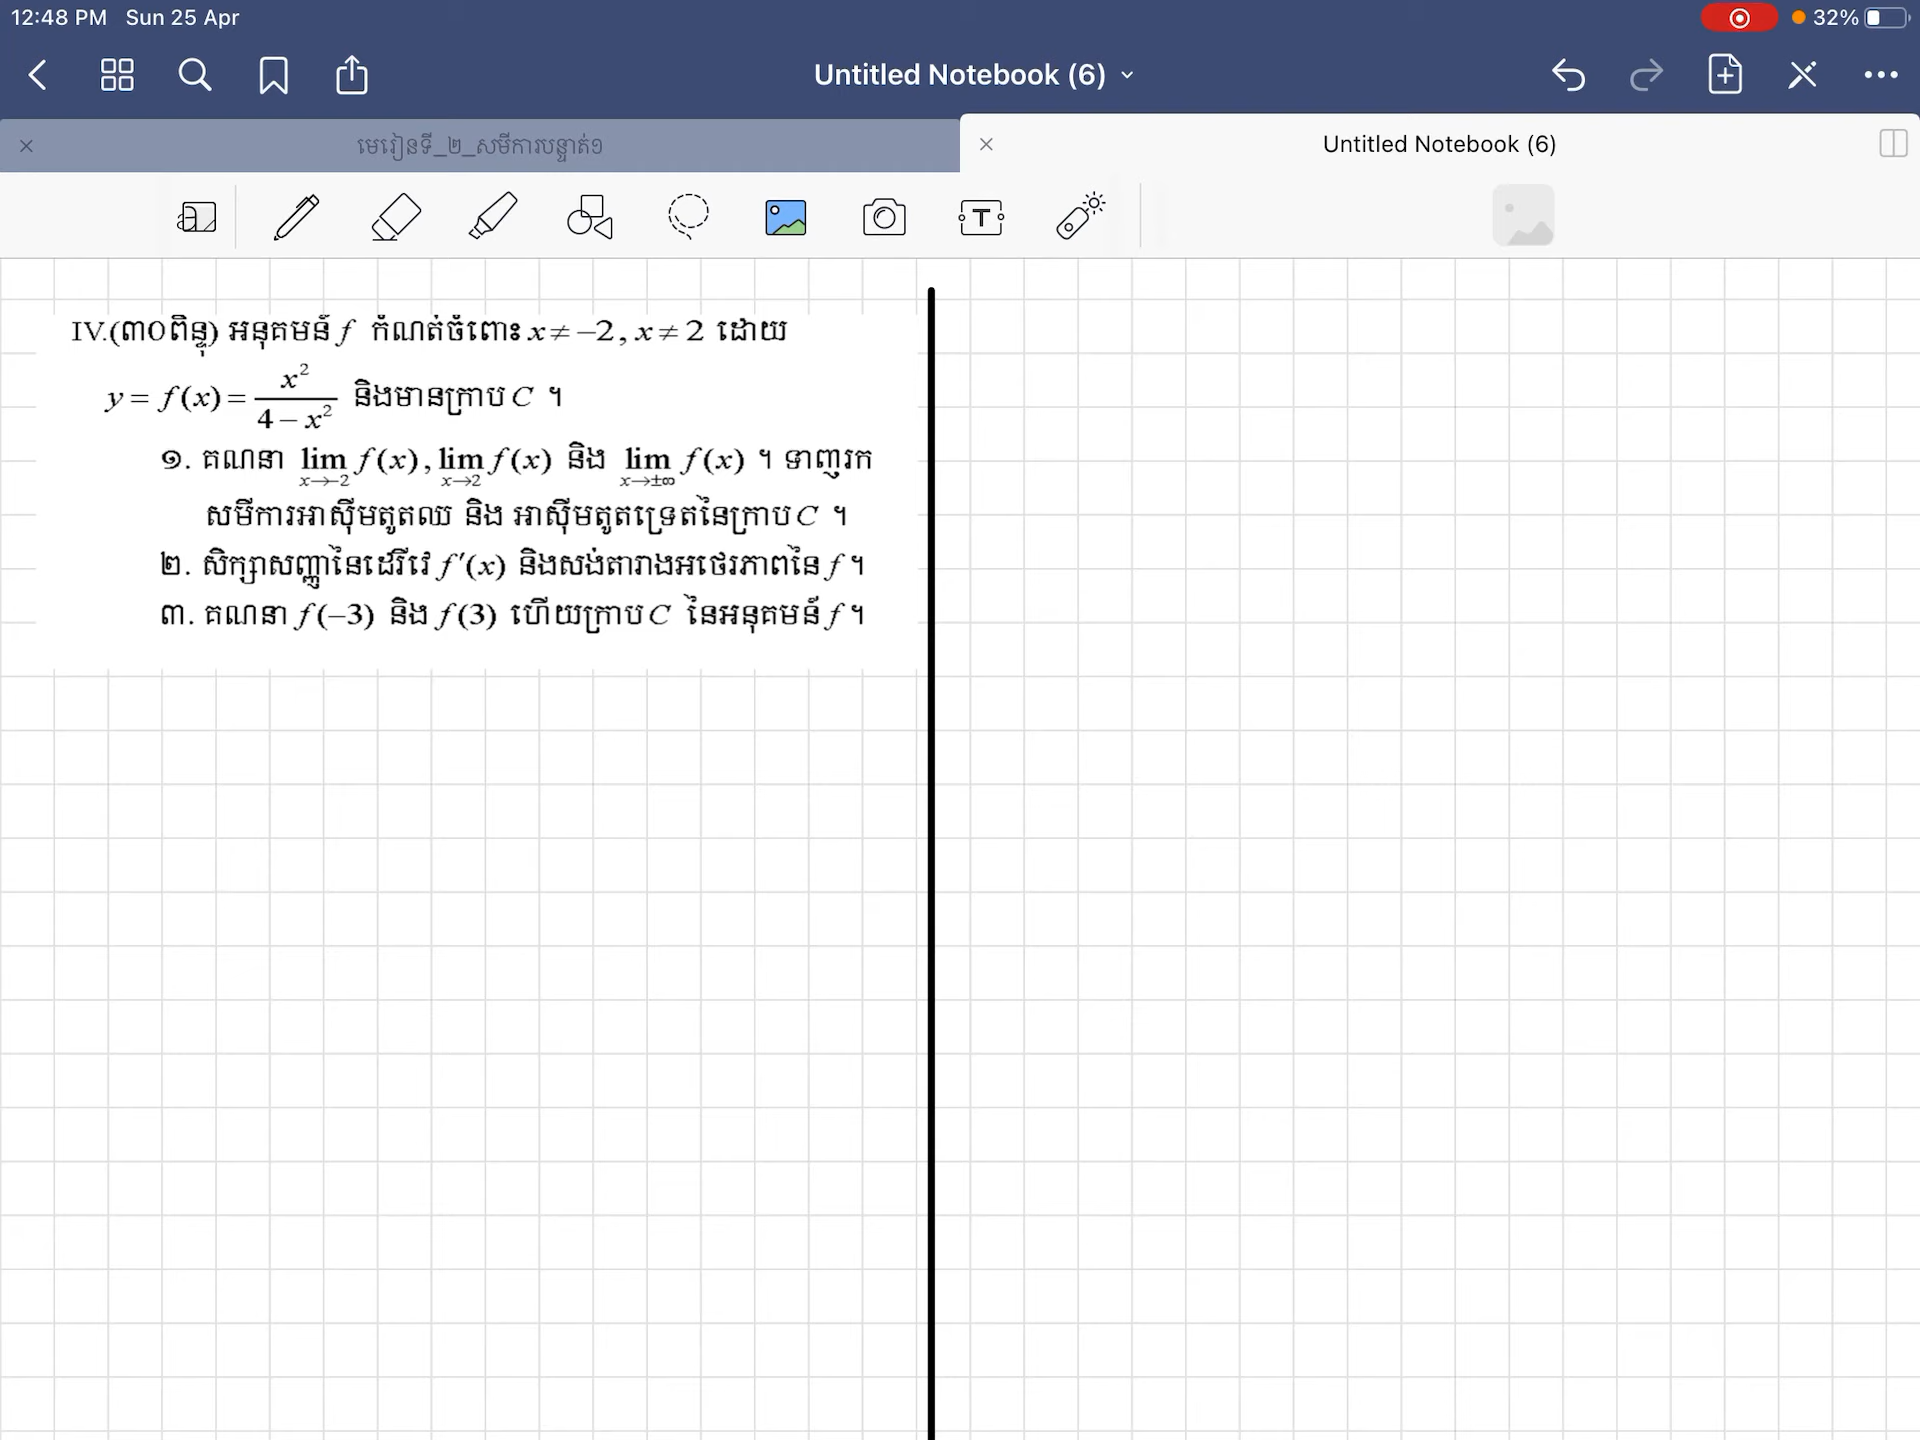 12:48 PM Sun 25 Apr 32%
Untitled Notebook (6)
មេរៀនទី_២_សមីការបន្ទាត់១
Untitled Notebook (6)
IV.(៣០ពិន្ទុ) អនុគមន៍ f កំណត់ចំពោះ x ≠ −2, x ≠ 2 ដោយ
y = f(x) = x² / (4 − x²) និងមានក្រាប C ។
១. គណនា lim x→−2 f(x), lim x→2 f(x) និង lim x→±∞ f(x) ។ ទាញរក
សមីការអាស៊ីមតូតឈ និង អាស៊ីមតូតទ្រេតនៃក្រាប C ។
២. សិក្សាសញ្ញានៃដេរីវេ f′(x) និងសង់តារាងអថេរភាពនៃ f ។
៣. គណនា f(−3) និង f(3) ហើយក្រាប C នៃអនុគមន៍ f ។